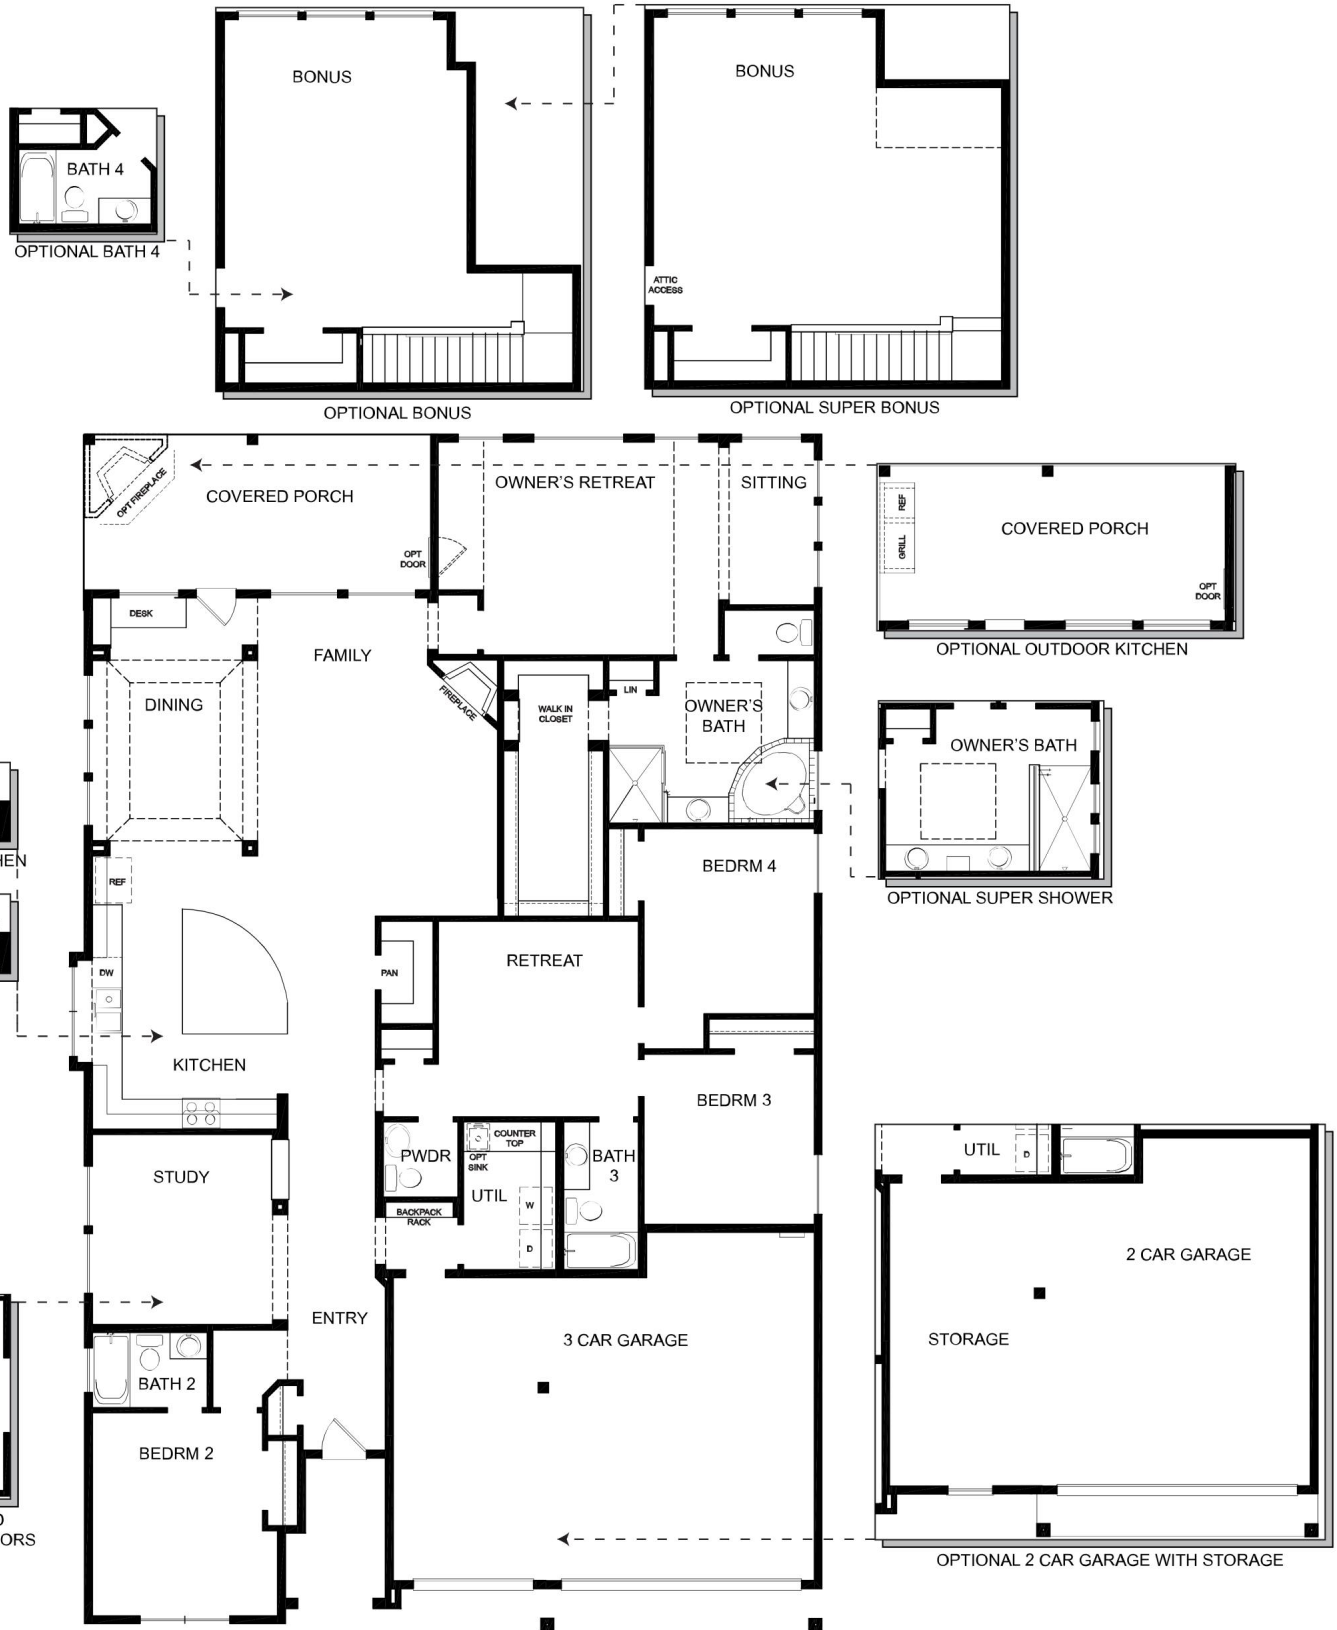 BONUS
BONUS
BATH 4
OPTIONAL BATH 4
ATTIC
ACCESS
OPTIONAL BONUS
OPTIONAL SUPER BONUS
OPT FIREPLACE
COVERED PORCH
OPT
DOOR
OWNER'S RETREAT
SITTING
REF
GRILL
COVERED PORCH
OPT
DOOR
OPTIONAL OUTDOOR KITCHEN
DESK
FAMILY
DINING
FIREPLACE
WALK IN
CLOSET
LIN
OWNER'S
BATH
OWNER'S BATH
OPTIONAL SUPER SHOWER
HEN
REF
BEDRM 4
DW
PAN
RETREAT
KITCHEN
BEDRM 3
STUDY
PWDR
OPT
SINK
COUNTER
TOP
BATH
3
UTIL
W
D
BACKPACK
RACK
UTIL
D
2 CAR GARAGE
STORAGE
ENTRY
3 CAR GARAGE
BATH 2
BEDRM 2
ORS
OPTIONAL 2 CAR GARAGE WITH STORAGE